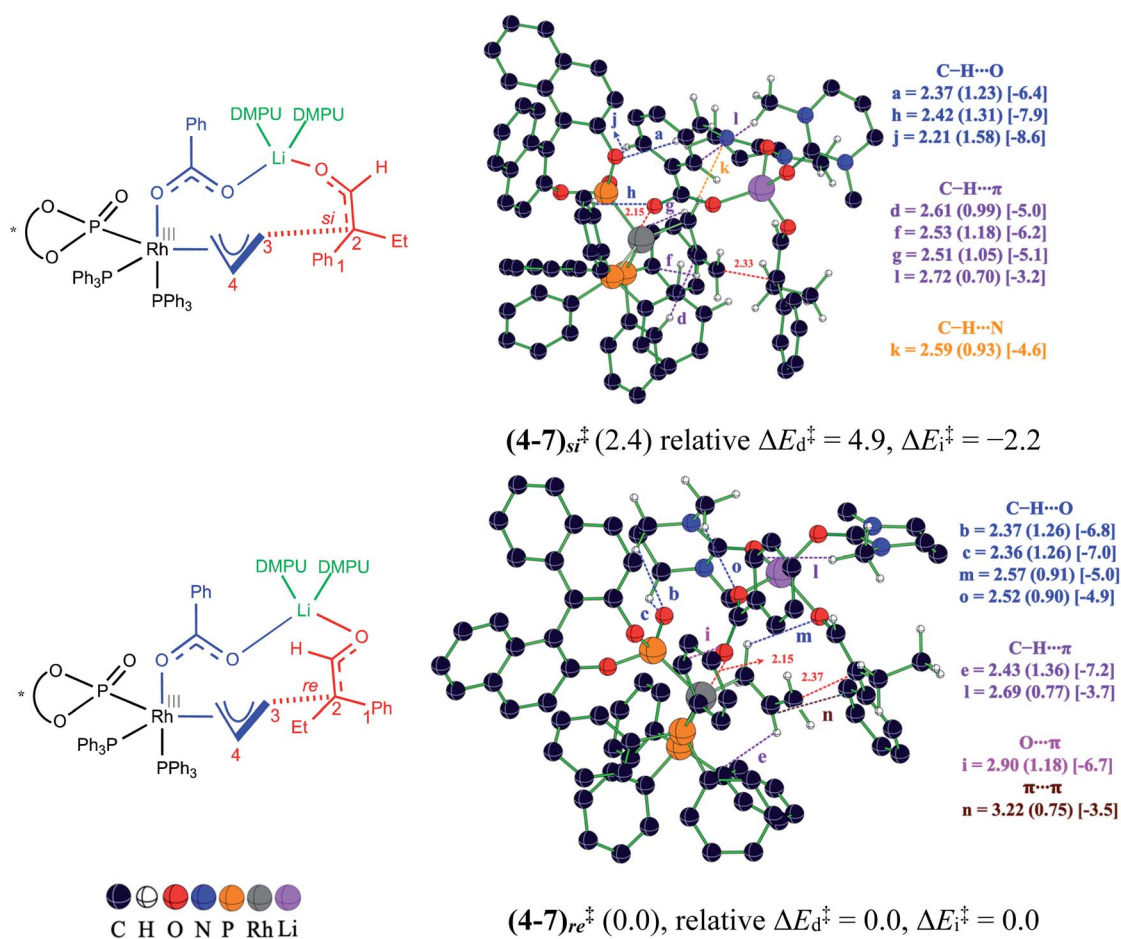 Ph
DMPU
DMPU
Li
O
H
O
O
O
si
O
P
Rh
III
3
2
Et
*
O
Ph
1
Ph3P
PPh3
4
C–H···O
a = 2.37 (1.23) [-6.4]
h = 2.42 (1.31) [-7.9]
j = 2.21 (1.58) [-8.6]
C–H···π
d = 2.61 (0.99) [-5.0]
f = 2.53 (1.18) [-6.2]
g = 2.51 (1.05) [-5.1]
l = 2.72 (0.70) [-3.2]
C–H···N
k = 2.59 (0.93) [-4.6]
j
a
l
k
h
2.15
g
f
2.33
d
(4-7)si‡ (2.4) relative ΔEd‡ = 4.9, ΔEi‡ = −2.2
DMPU
DMPU
Ph
Li
O
H
O
O
O
re
O
P
Rh
III
3
2
1
Ph
*
O
Et
Ph3P
PPh3
4
C–H···O
b = 2.37 (1.26) [-6.8]
c = 2.36 (1.26) [-7.0]
m = 2.57 (0.91) [-5.0]
o = 2.52 (0.90) [-4.9]
C–H···π
e = 2.43 (1.36) [-7.2]
l = 2.69 (0.77) [-3.7]
O···π
i = 2.90 (1.18) [-6.7]
π···π
n = 3.22 (0.75) [-3.5]
o
l
b
c
i
m
2.15
2.37
n
e
C H O N P Rh Li
(4-7)re‡ (0.0), relative ΔEd‡ = 0.0, ΔEi‡ = 0.0